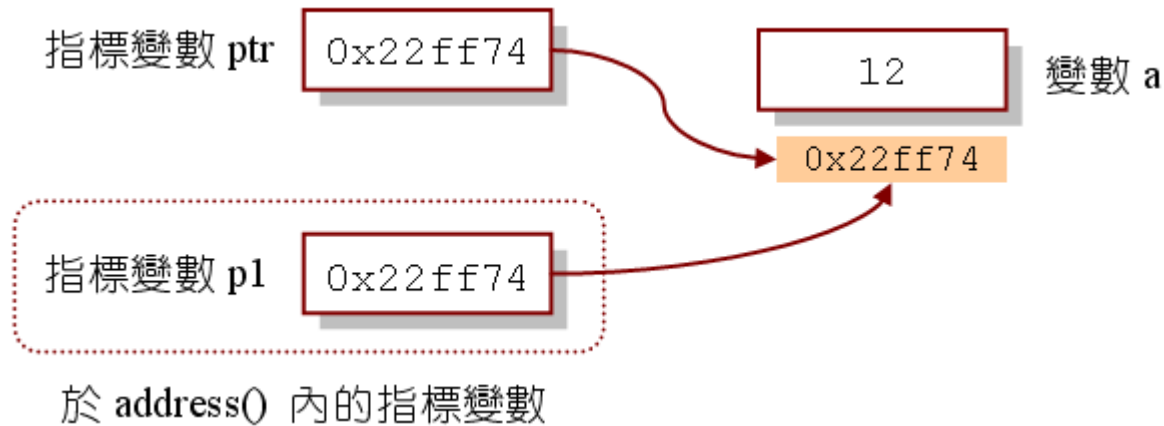 指標變數 ptr
0x22ff74
12
變數 a
0x22ff74
指標變數 p1
0x22ff74
於 address() 內的指標變數